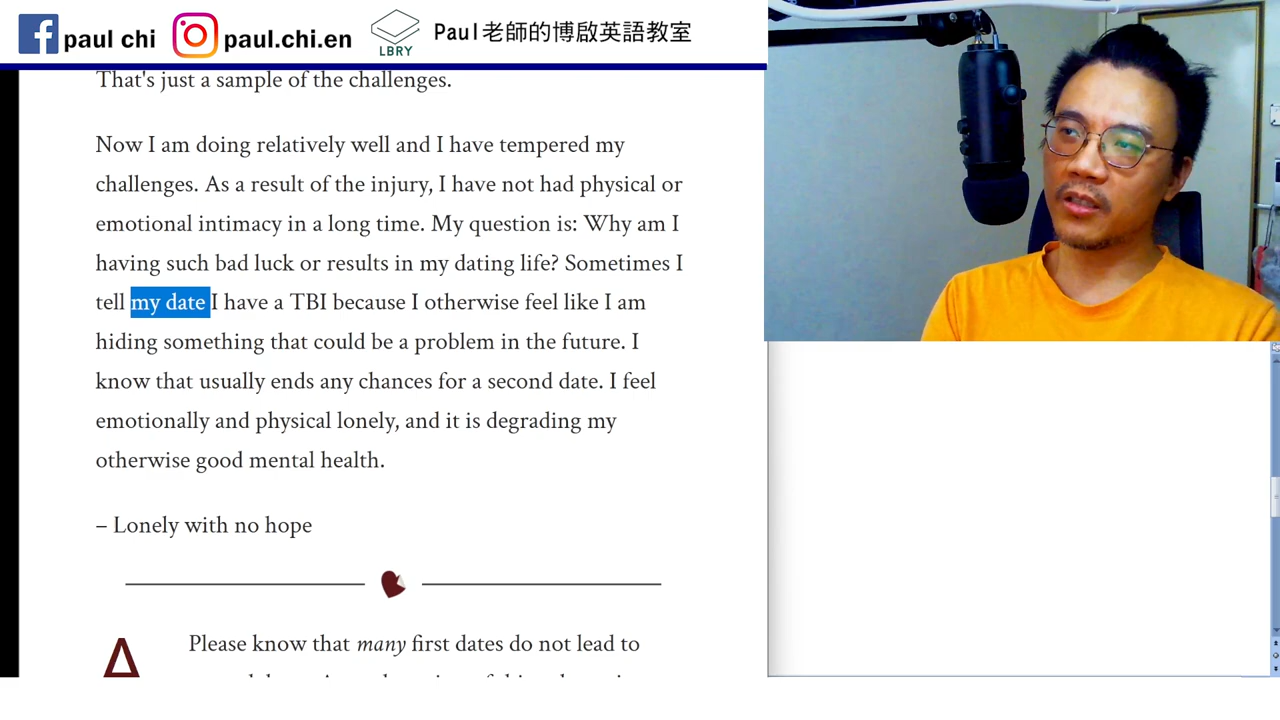 paul chi
paul.chi.en
LBRY
Paul老師的博啟英語教室
That's just a sample of the challenges.
Now I am doing relatively well and I have tempered my
challenges. As a result of the injury, I have not had physical or
emotional intimacy in a long time. My question is: Why am I
having such bad luck or results in my dating life? Sometimes I
tell my date I have a TBI because I otherwise feel like I am
hiding something that could be a problem in the future. I
know that usually ends any chances for a second date. I feel
emotionally and physical lonely, and it is degrading my
otherwise good mental health.
– Lonely with no hope
A Please know that many first dates do not lead to